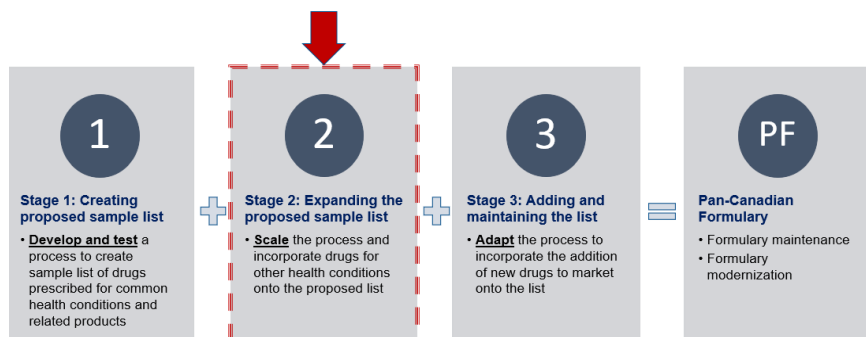 1
Stage 1: Creating
proposed sample list
• Develop and test a
process to create
sample list of drugs
prescribed for common
health conditions and
related products
2
Stage 2: Expanding the
proposed sample list
• Scale the process and
incorporate drugs for
other health conditions
onto the proposed list
3
Stage 3: Adding and
maintaining the list
• Adapt the process to
incorporate the addition
of new drugs to market
onto the list
PF
Pan-Canadian
Formulary
• Formulary maintenance
• Formulary
modernization